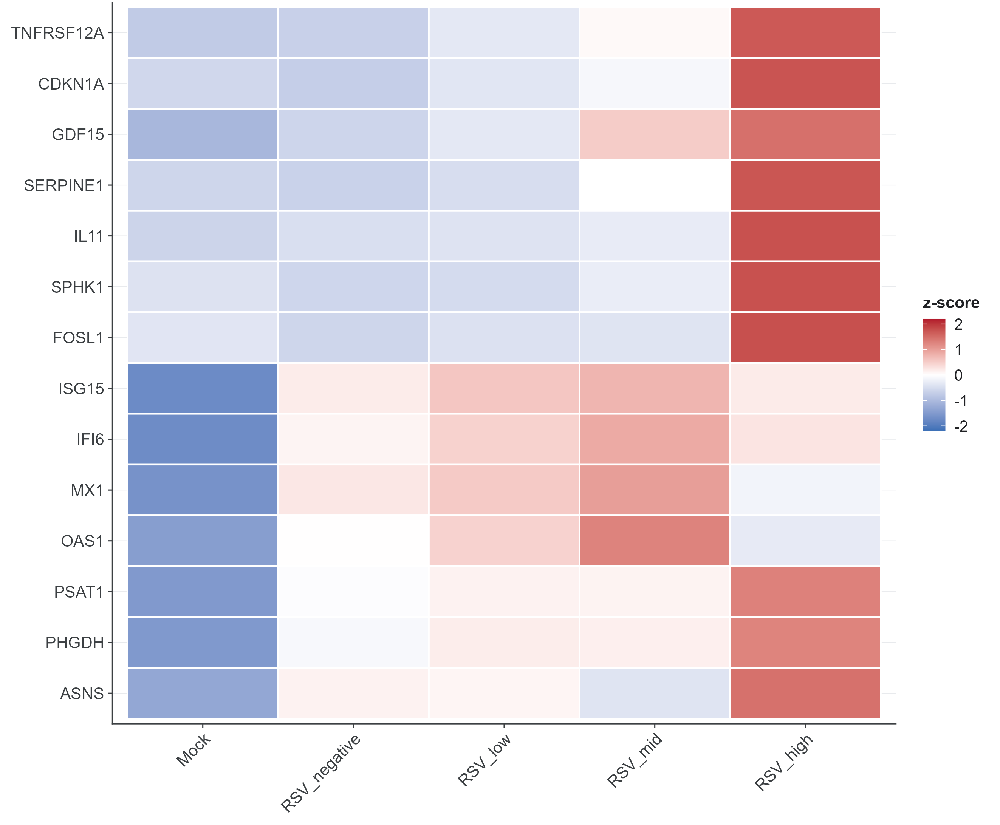 TNFRSF12A
CDKN1A
GDF15
SERPINE1
IL11
SPHK1
FOSL1
ISG15
IFI6
MX1
OAS1
PSAT1
PHGDH
ASNS
Mock
RSV_negative
RSV_low
RSV_mid
RSV_high
z-score
2
1
0
-1
-2